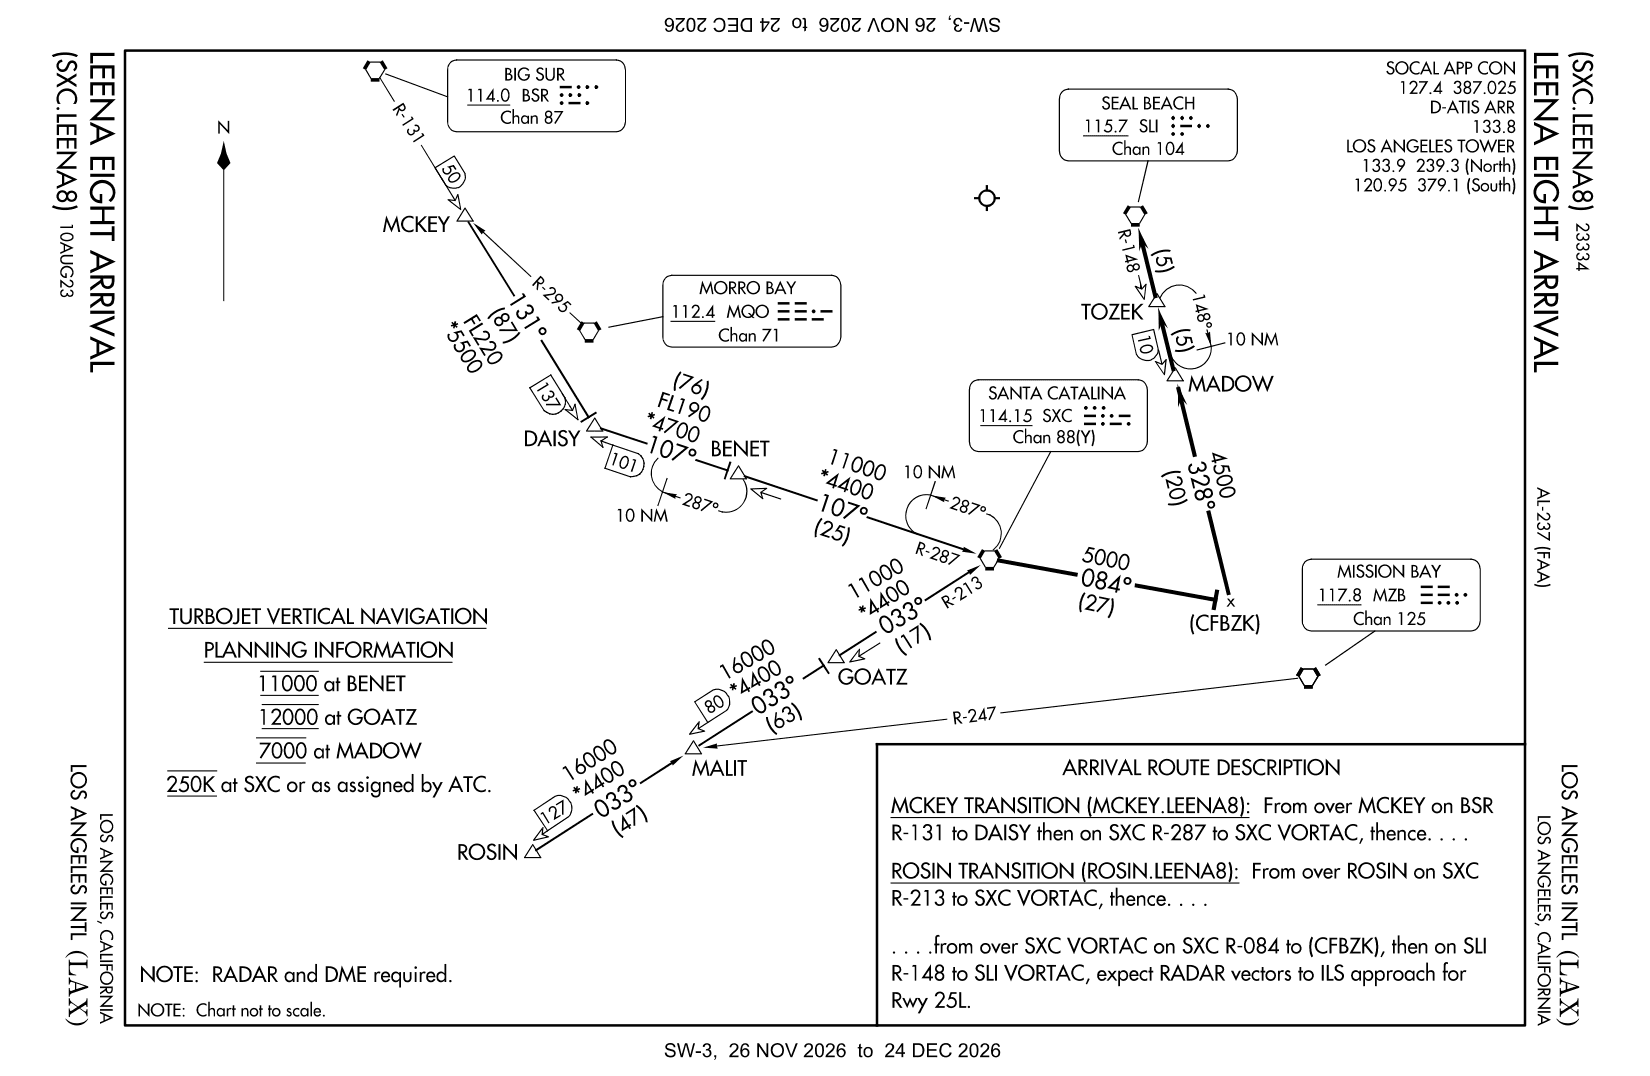 SW-3, 26 NOV 2026 to 24 DEC 2026
(SXC.LEENA8) 10AUG23
LEENA EIGHT ARRIVAL
(SXC.LEENA8) 23334
LEENA EIGHT ARRIVAL
AL-237 (FAA)
SOCAL APP CON
127.4 387.025
D-ATIS ARR
133.8
LOS ANGELES TOWER
133.9 239.3 (North)
120.95 379.1 (South)
BIG SUR
114.0 BSR
Chan 87
R-131
50
N
MCKEY
R-295
MORRO BAY
112.4 MQO
Chan 71
131°
(87)
FL220
*5500
137
DAISY
101
(76)
FL190
*4700
107°
BENET
287°
10 NM
11000
*4400
107°
(25)
10 NM
287°
R-287
SEAL BEACH
115.7 SLI
Chan 104
R-148
(5)
TOZEK
148°
10 NM
10
(5)
MADOW
SANTA CATALINA
114.15 SXC
Chan 88(Y)
4500
328°
(20)
5000
084°
(27)
x
(CFBZK)
MISSION BAY
117.8 MZB
Chan 125
R-213
11000
*4400
033°
(17)
GOATZ
16000
*4400
033°
(63)
80
R-247
MALIT
16000
*4400
033°
(47)
127
ROSIN
TURBOJET VERTICAL NAVIGATION
PLANNING INFORMATION
11000 at BENET
12000 at GOATZ
7000 at MADOW
250K at SXC or as assigned by ATC.
NOTE: RADAR and DME required.
NOTE: Chart not to scale.
ARRIVAL ROUTE DESCRIPTION
MCKEY TRANSITION (MCKEY.LEENA8): From over MCKEY on BSR
R-131 to DAISY then on SXC R-287 to SXC VORTAC, thence. . . .
ROSIN TRANSITION (ROSIN.LEENA8): From over ROSIN on SXC
R-213 to SXC VORTAC, thence. . . .
. . . .from over SXC VORTAC on SXC R-084 to (CFBZK), then on SLI
R-148 to SLI VORTAC, expect RADAR vectors to ILS approach for
Rwy 25L.
LOS ANGELES INTL (LAX)
LOS ANGELES, CALIFORNIA
LOS ANGELES INTL (LAX)
LOS ANGELES, CALIFORNIA
SW-3, 26 NOV 2026 to 24 DEC 2026